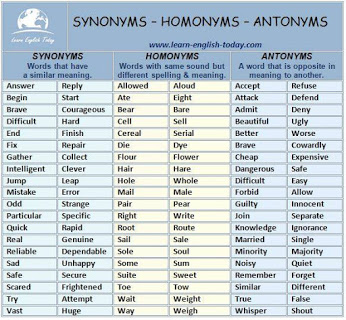 Learn English Today
SYNONYMS - HOMONYMS - ANTONYMS
www.learn-english-today.com
SYNONYMS HOMONYMS ANTONYMS
Words that have Words with same sound but A word that is opposite in
a similar meaning. different spelling & meaning. meaning to another.
Answer Reply Allowed Aloud Accept Refuse
Begin Start Ate Eight Attack Defend
Brave Courageous Bear Bare Admit Deny
Difficult Hard Cell Sell Beautiful Ugly
End Finish Cereal Serial Better Worse
Fix Repair Die Dye Brave Cowardly
Gather Collect Flour Flower Cheap Expensive
Intelligent Clever Hair Hare Dangerous Safe
Jump Leap Hole Whole Difficult Easy
Mistake Error Mail Male Forbid Allow
Odd Strange Pair Pear Guilty Innocent
Particular Specific Right Write Join Separate
Quick Rapid Root Route Knowledge Ignorance
Real Genuine Sail Sale Married Single
Reliable Dependable Sole Soul Minority Majority
Sad Unhappy Some Sum Noisy Quiet
Safe Secure Suite Sweet Remember Forget
Scared Frightened Toe Tow Similar Different
Try Attempt Wait Weight True False
Vast Huge Way Weigh Whisper Shout